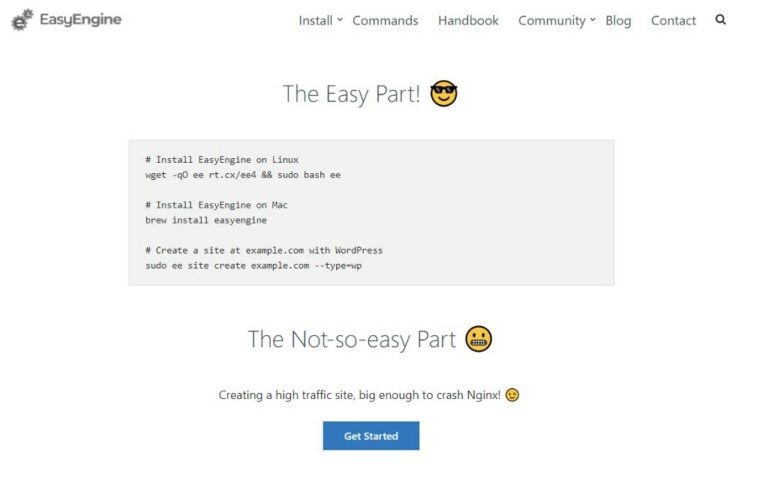 EasyEngine
Install Commands Handbook Community Blog Contact
The Easy Part! 😎
# Install EasyEngine on Linux
wget -qO ee rt.cx/ee4 && sudo bash ee
# Install EasyEngine on Mac
brew install easyengine
# Create a site at example.com with WordPress
sudo ee site create example.com --type=wp
The Not-so-easy Part 😬
Creating a high traffic site, big enough to crash Nginx! 😉
Get Started